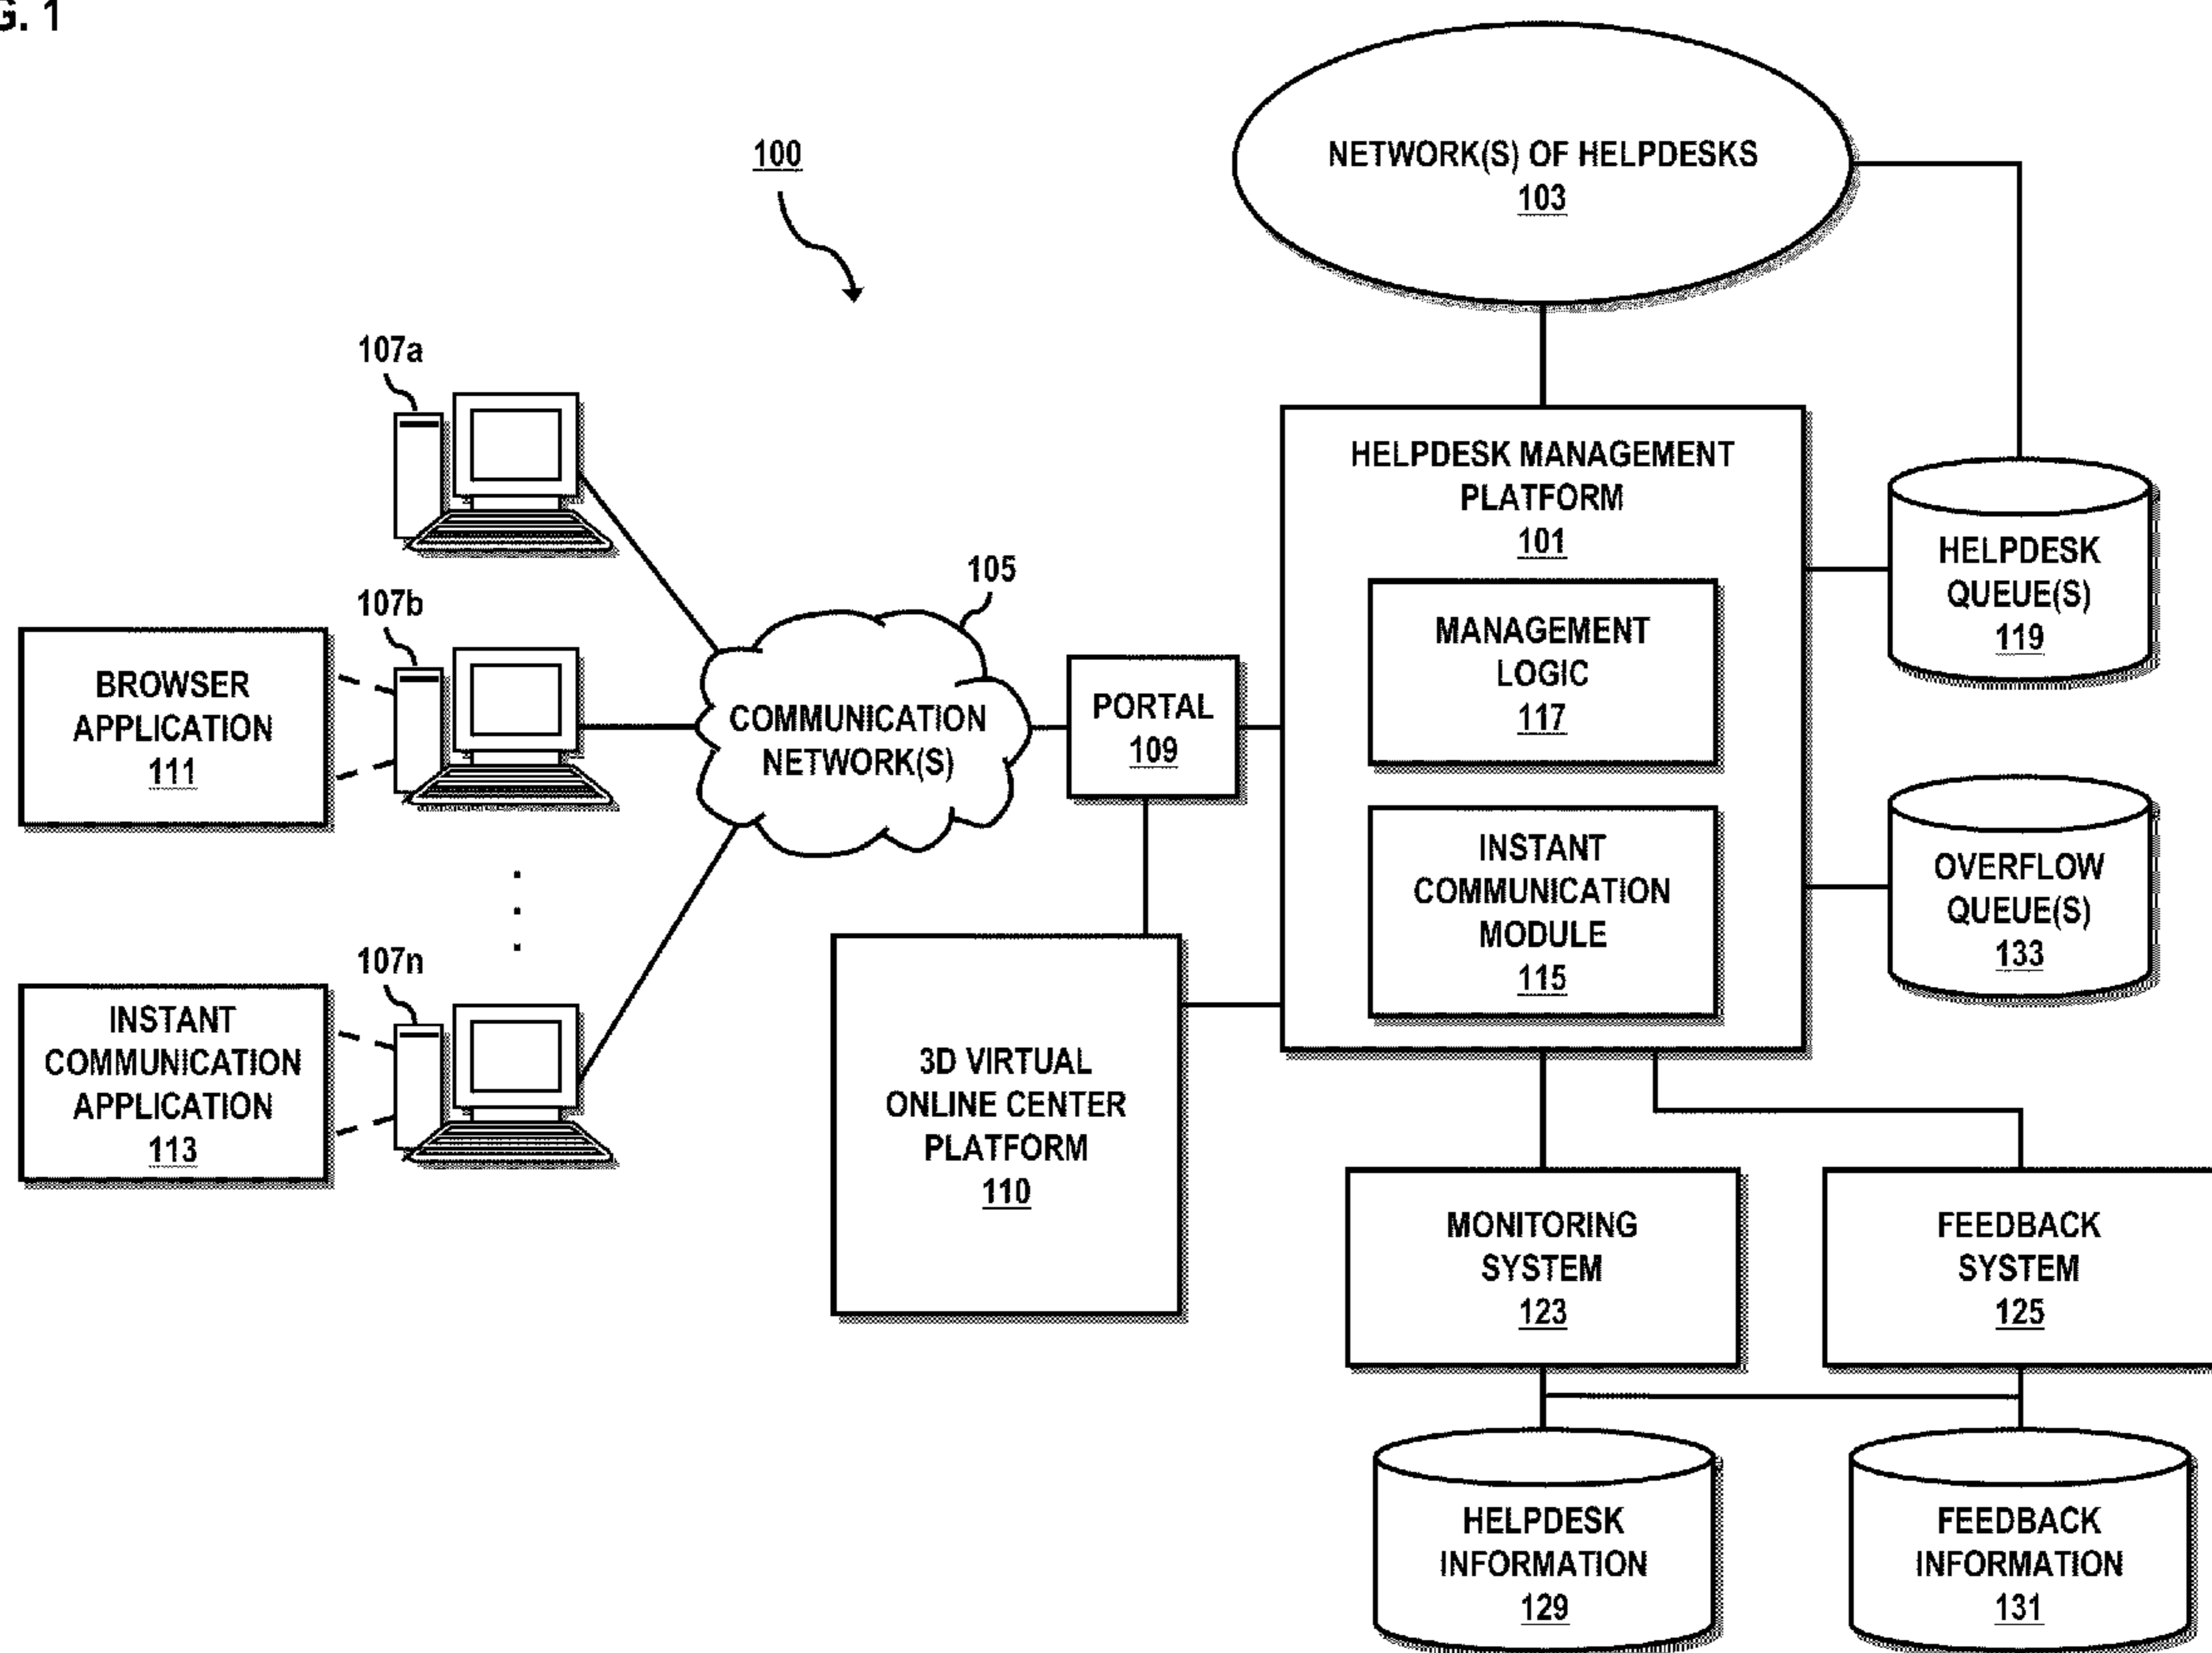 G. 1
100
NETWORK(S) OF HELPDESKS
103
107a
HELPDESK MANAGEMENT
PLATFORM
101
HELPDESK
QUEUE(S)
119
105
107b
MANAGEMENT
LOGIC
117
BROWSER
APPLICATION
111
COMMUNICATION
NETWORK(S)
PORTAL
109
INSTANT
COMMUNICATION
MODULE
115
OVERFLOW
QUEUE(S)
133
107n
INSTANT
COMMUNICATION
APPLICATION
113
3D VIRTUAL
ONLINE CENTER
PLATFORM
110
MONITORING
SYSTEM
123
FEEDBACK
SYSTEM
125
HELPDESK
INFORMATION
129
FEEDBACK
INFORMATION
131